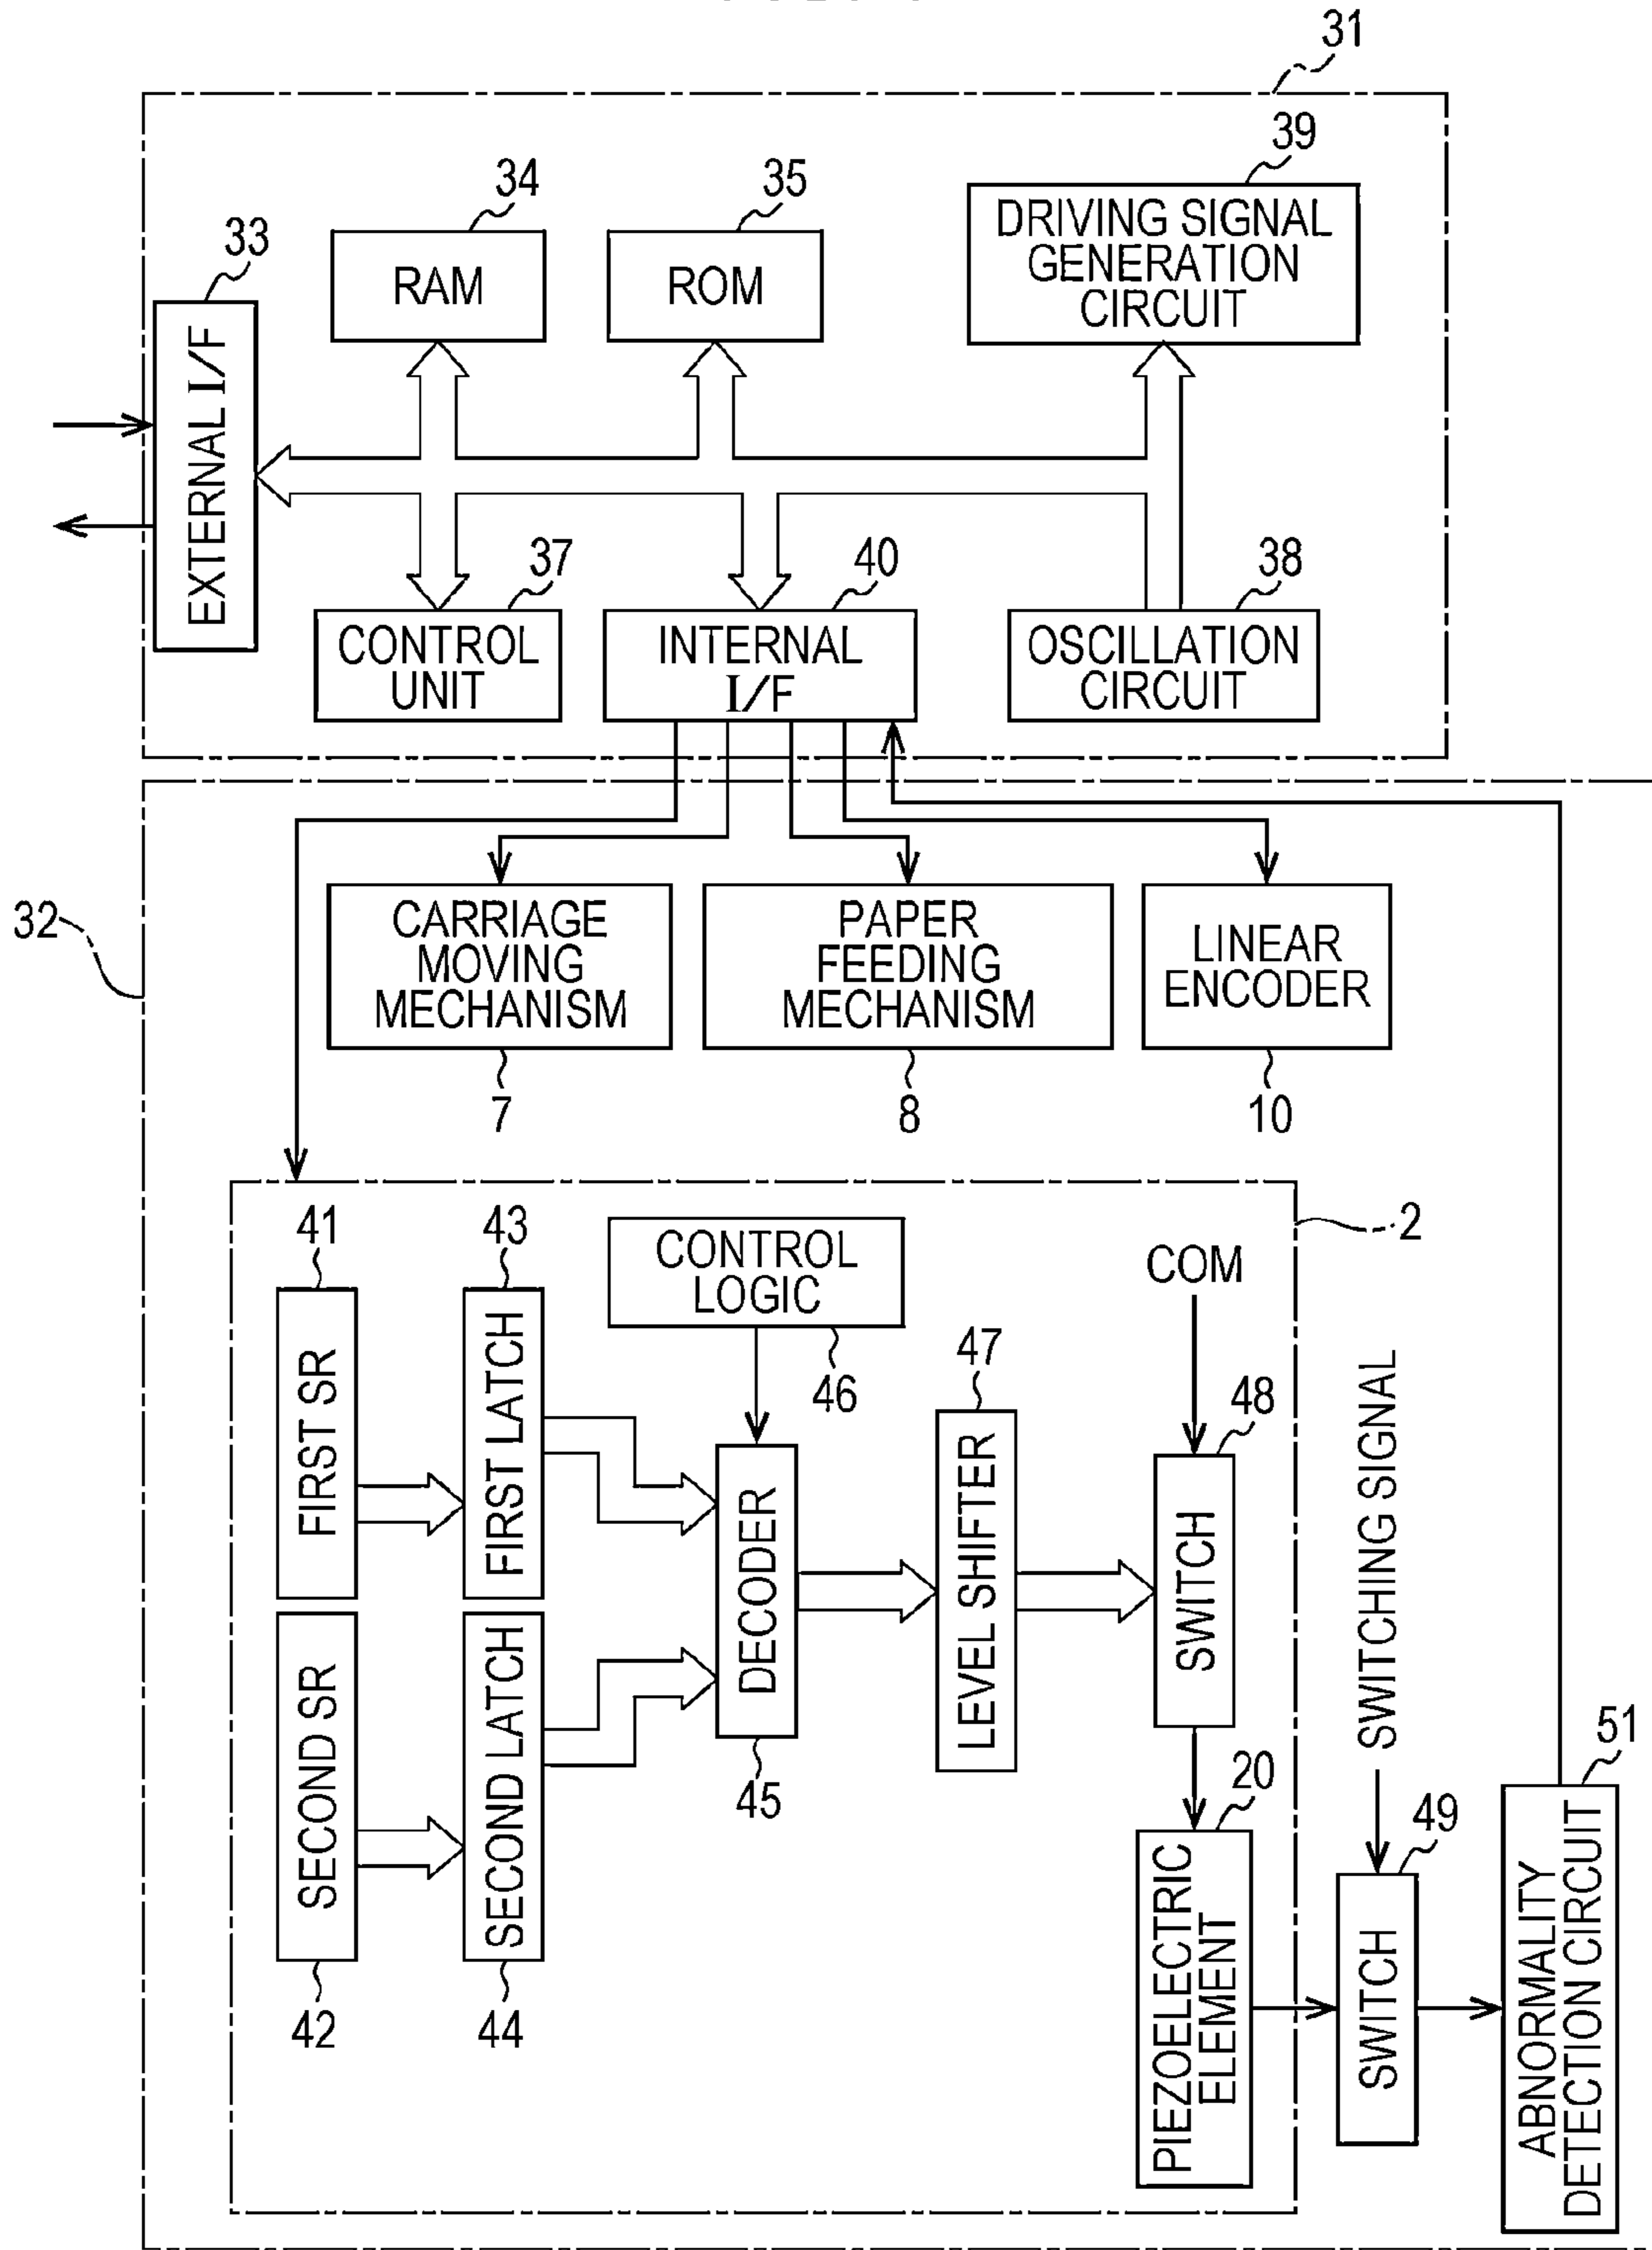 31
39
34
35
33
DRIVING SIGNAL
GENERATION
CIRCUIT
RAM
ROM
EXTERNAL I/F
37
40
38
CONTROL
UNIT
INTERNAL
I/F
OSCILLATION
CIRCUIT
32
CARRIAGE
MOVING
MECHANISM
PAPER
FEEDING
MECHANISM
LINEAR
ENCODER
7
8
10
41
43
CONTROL
LOGIC
COM
2
46
47
48
FIRST SR
FIRST LATCH
DECODER
LEVEL SHIFTER
SWITCH
SWITCHING SIGNAL
SECOND SR
SECOND LATCH
45
20
49
51
42
44
PIEZOELECTRIC
ELEMENT
SWITCH
ABNORMALITY
DETECTION CIRCUIT